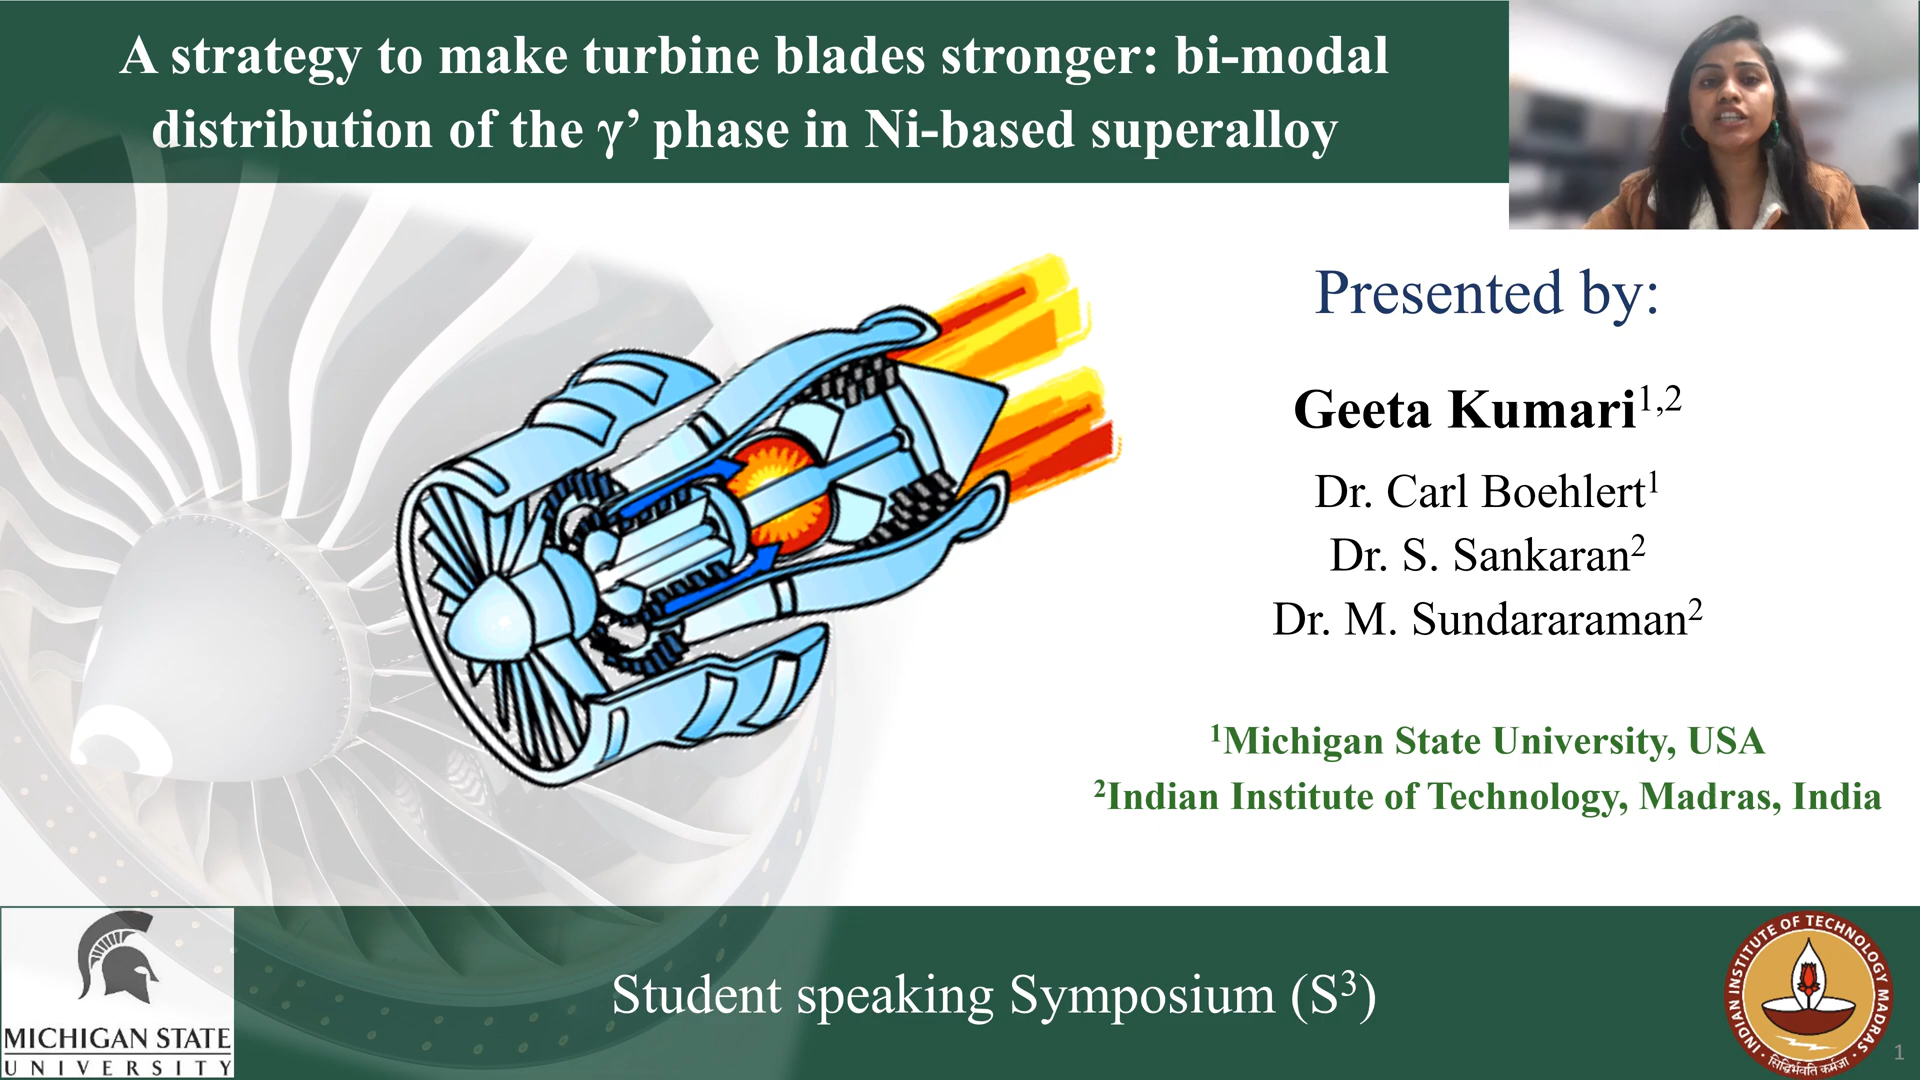 A strategy to make turbine blades stronger: bi-modal
distribution of the γ’ phase in Ni-based superalloy
Presented by:
Geeta Kumari1,2
Dr. Carl Boehlert1
Dr. S. Sankaran2
Dr. M. Sundararaman2
1Michigan State University, USA
2Indian Institute of Technology, Madras, India
MICHIGAN STATE
UNIVERSITY
Student speaking Symposium (S3)
INDIAN INSTITUTE OF TECHNOLOGY MADRAS
सिद्धिर्भवति कर्मजा
1